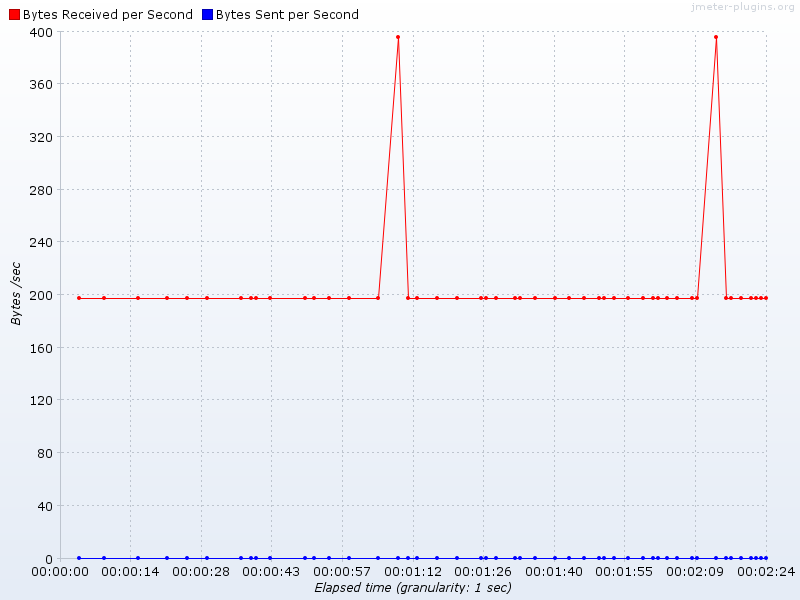 jmeter-plugins.org
Bytes Received per Second Bytes Sent per Second
400
360
320
280
240
200
160
120
80
40
0
Bytes /sec
00:00:00 00:00:14 00:00:28 00:00:43 00:00:57 00:01:12 00:01:26 00:01:40 00:01:55 00:02:09 00:02:24
Elapsed time (granularity: 1 sec)